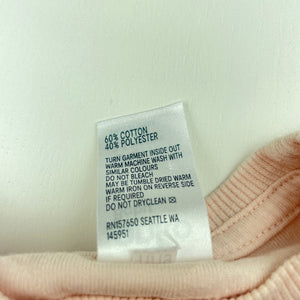 60% COTTON
40% POLYESTER
TURN GARMENT INSIDE OUT
WARM MACHINE WASH WITH
SIMILAR COLOURS
DO NOT BLEACH
MAY BE TUMBLE DRIED WARM
WARM IRON ON REVERSE SIDE
IF REQUIRED
DO NOT DRYCLEAN
RN157650 SEATTLE WA
145951